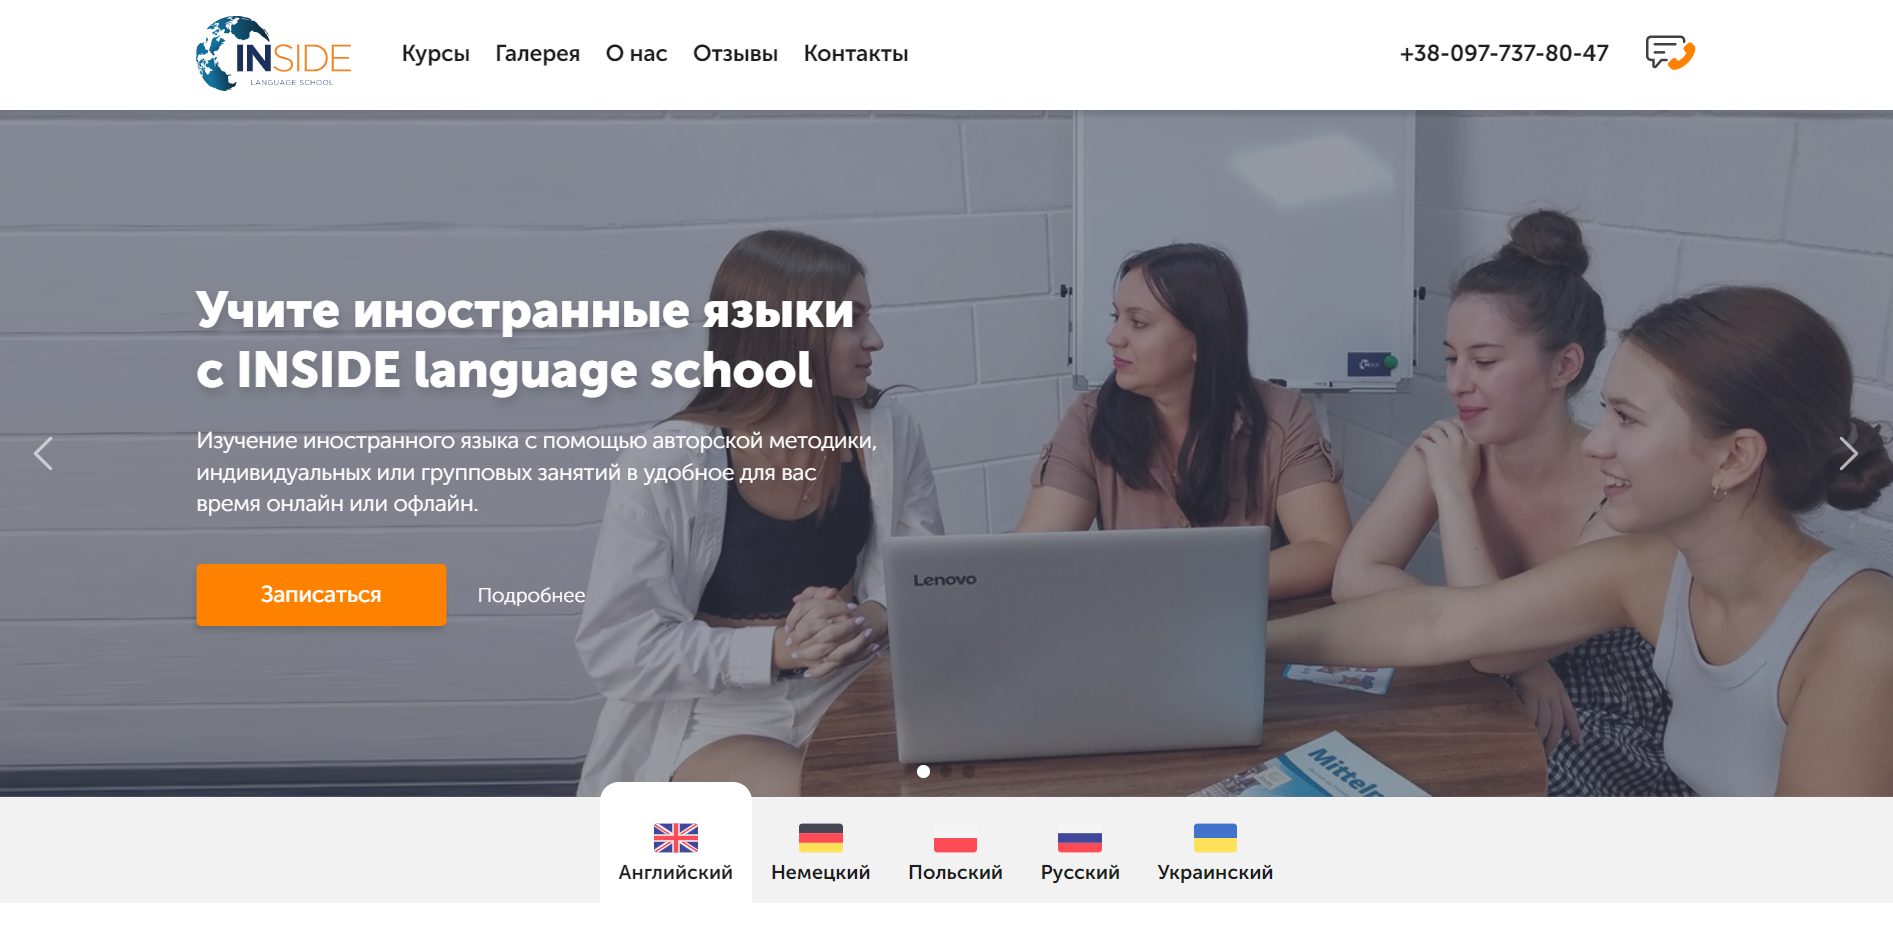 INSIDE
LANGUAGE SCHOOL
Курсы
Галерея
О нас
Отзывы
Контакты
+38-097-737-80-47
Учите иностранные языки
с INSIDE language school
Изучение иностранного языка с помощью авторской методики,
индивидуальных или групповых занятий в удобное для вас
время онлайн или офлайн.
Записаться
Подробнее
Lenovo
Английский
Немецкий
Польский
Русский
Украинский